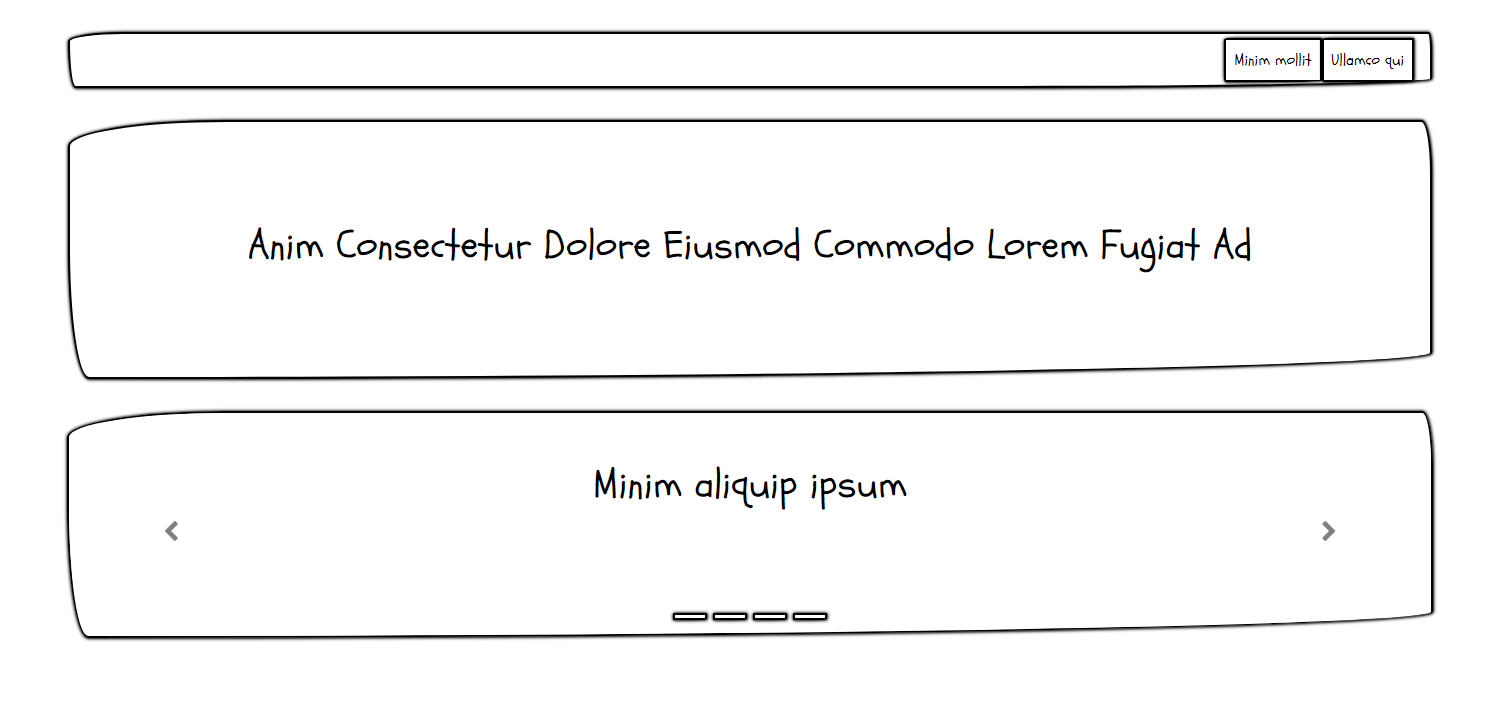 Minim mollit
Ullamco qui
Anim Consectetur Dolore Eiusmod Commodo Lorem Fugiat Ad
Minim aliquip ipsum